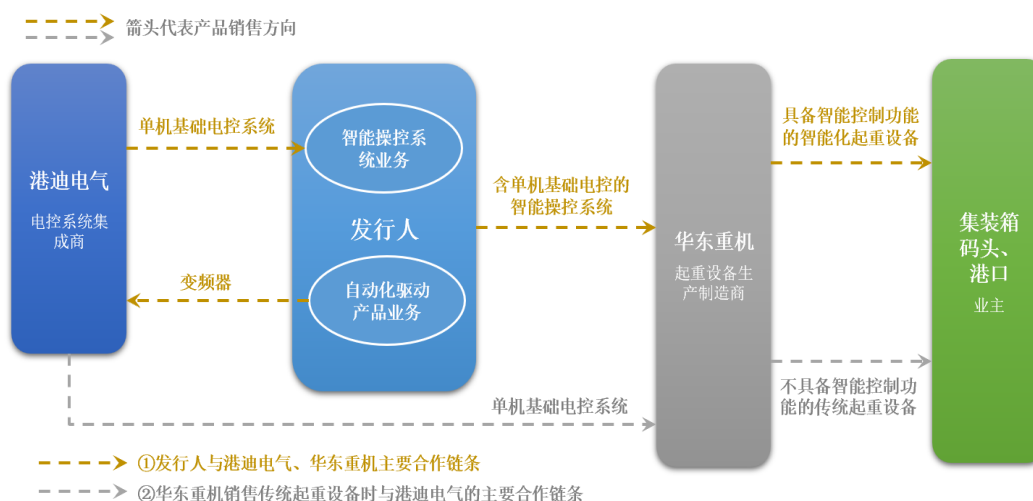 箭头代表产品销售方向
港迪电气
电控系统集
成商
单机基础电控系统
变频器
智能操控系
统业务
发行人
自动化驱动
产品业务
含单机基础电控的
智能操控系统
单机基础电控系统
华东重机
起重设备生
产制造商
具备智能控制功能
的智能化起重设备
不具备智能控制功
能的传统起重设备
集装箱
码头、
港口
业主
①发行人与港迪电气、华东重机主要合作链条
②华东重机销售传统起重设备时与港迪电气的主要合作链条